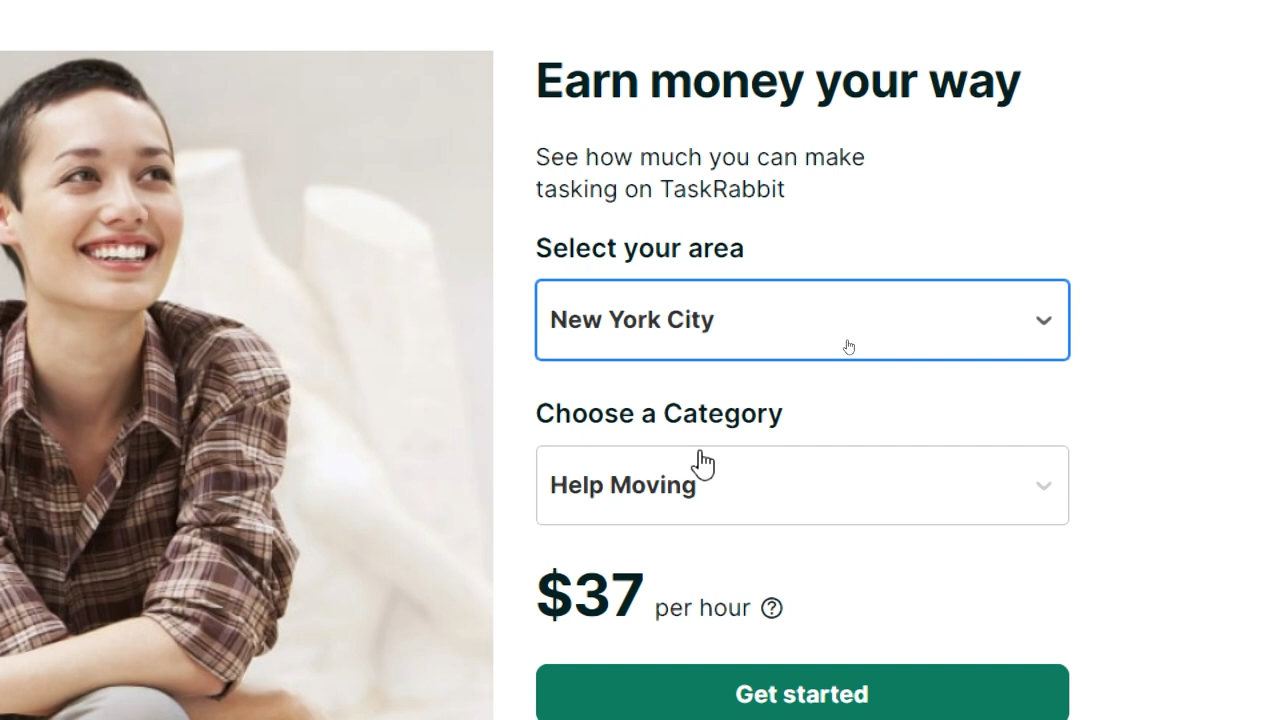 Earn money your way
See how much you can make
tasking on TaskRabbit
Select your area
New York City
Choose a Category
Help Moving
$37 per hour
Get started